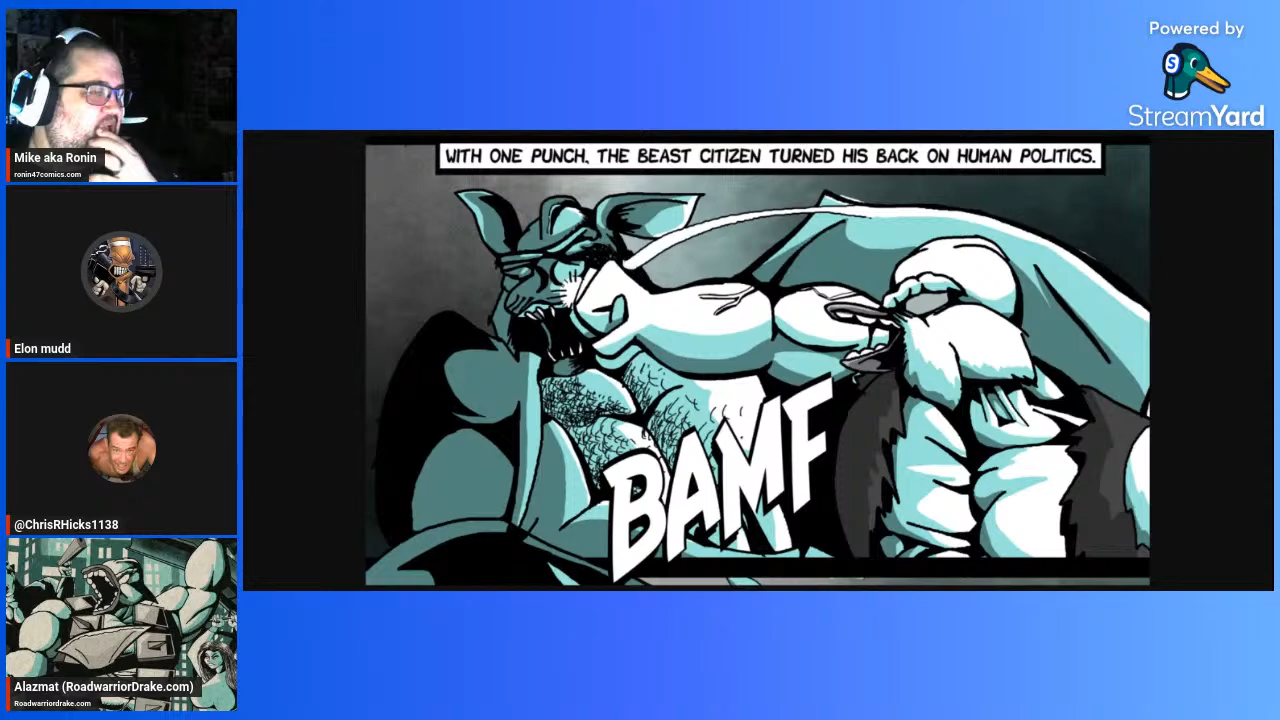 Powered by
StreamYard
Mike aka Ronin
ronin47comics.com
Elon mudd
@ChrisRHicks1138
Alazmat (RoadwarriorDrake.com)
Roadwarriordrake.com
WITH ONE PUNCH, THE BEAST CITIZEN TURNED HIS BACK ON HUMAN POLITICS.
BAMF